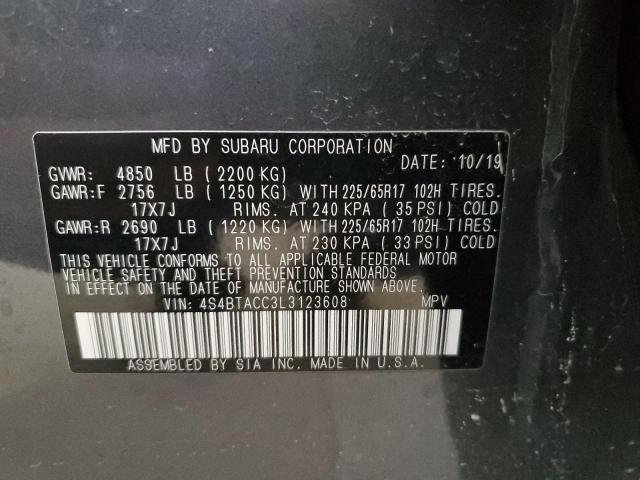 MFD BY SUBARU CORPORATION
DATE: 10/19
GVWR: 4850 LB (2200 KG)
GAWR:F 2756 LB (1250 KG) WITH 225/65R17 102H TIRES.
17X7J RIMS. AT 240 KPA (35 PSI) COLD
GAWR:R 2690 LB (1220 KG) WITH 225/65R17 102H TIRES.
17X7J RIMS. AT 230 KPA (33 PSI) COLD
THIS VEHICLE CONFORMS TO ALL APPLICABLE FEDERAL MOTOR
VEHICLE SAFETY AND THEFT PREVENTION STANDARDS
IN EFFECT ON THE DATE OF MANUFACTURE SHOWN ABOVE.
VIN: 4S4BTACC3L3123608 MPV
ASSEMBLED BY SIA INC. MADE IN U.S.A.